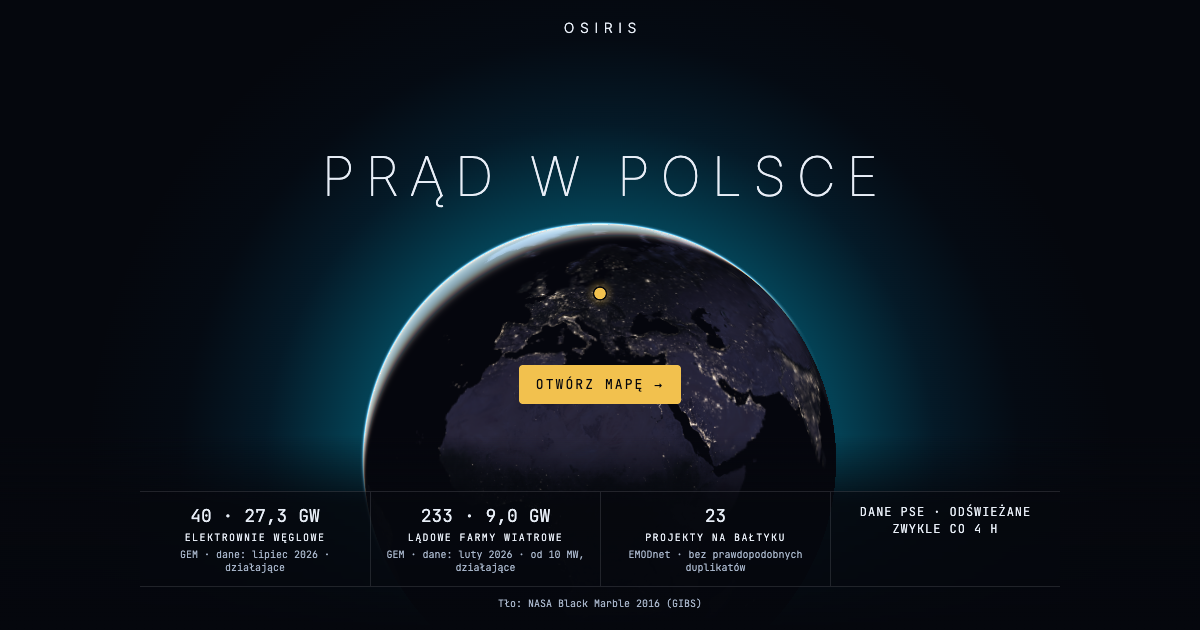 OSIRIS
PRĄD W POLSCE
OTWÓRZ MAPĘ →
40 · 27,3 GW
ELEKTROWNIE WĘGLOWE
GEM · dane: lipiec 2026 ·
działające
233 · 9,0 GW
LĄDOWE FARMY WIATROWE
GEM · dane: luty 2026 · od 10 MW,
działające
23
PROJEKTY NA BAŁTYKU
EMODnet · bez prawdopodobnych
duplikatów
DANE PSE · ODŚWIEŻANE
ZWYKLE CO 4 H
Tło: NASA Black Marble 2016 (GIBS)